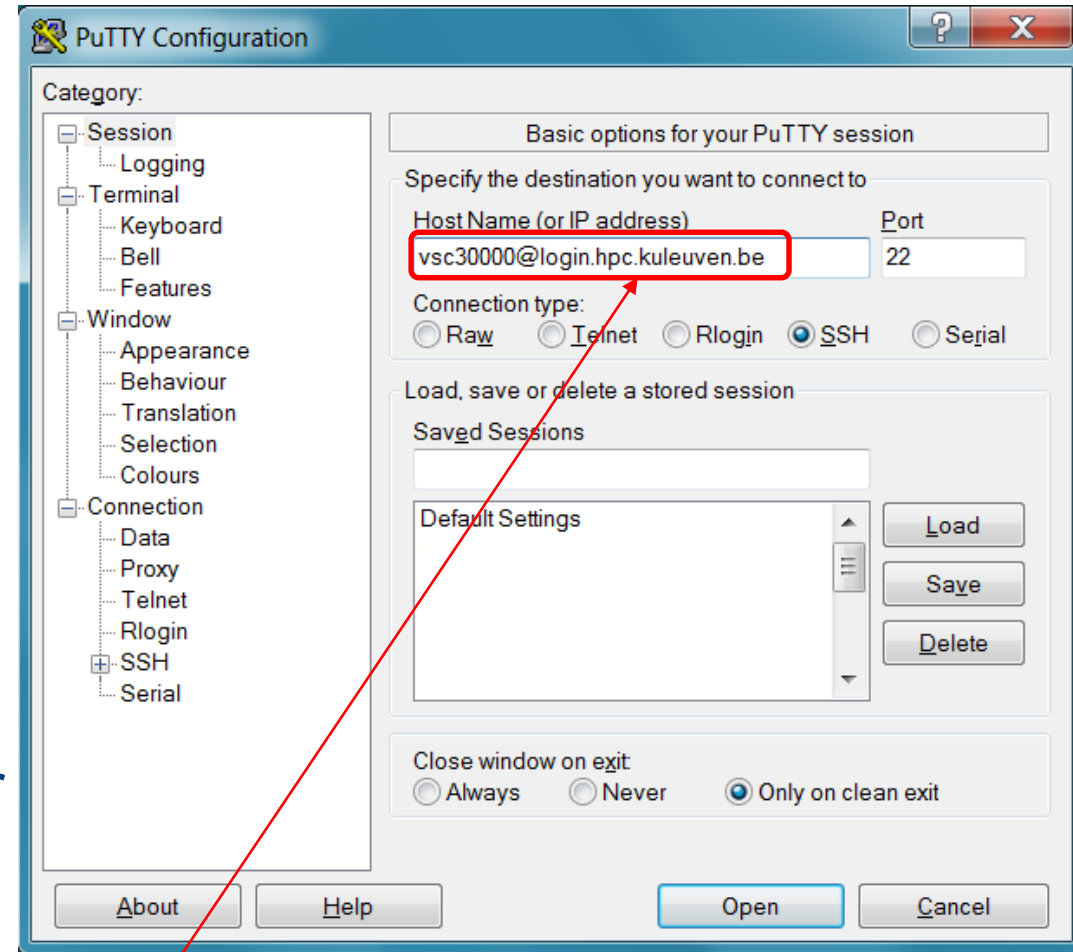 PuTTY Configuration
?
X
Category:
Session
Logging
Terminal
Keyboard
Bell
Features
Window
Appearance
Behaviour
Translation
Selection
Colours
Connection
Data
Proxy
Telnet
Rlogin
SSH
Serial
Basic options for your PuTTY session
Specify the destination you want to connect to
Host Name (or IP address) Port
vsc30000@login.hpc.kuleuven.be 22
Connection type:
Raw Telnet Rlogin SSH Serial
Load, save or delete a stored session
Saved Sessions
Default Settings
Load
Save
Delete
Close window on exit:
Always Never Only on clean exit
About Help Open Cancel